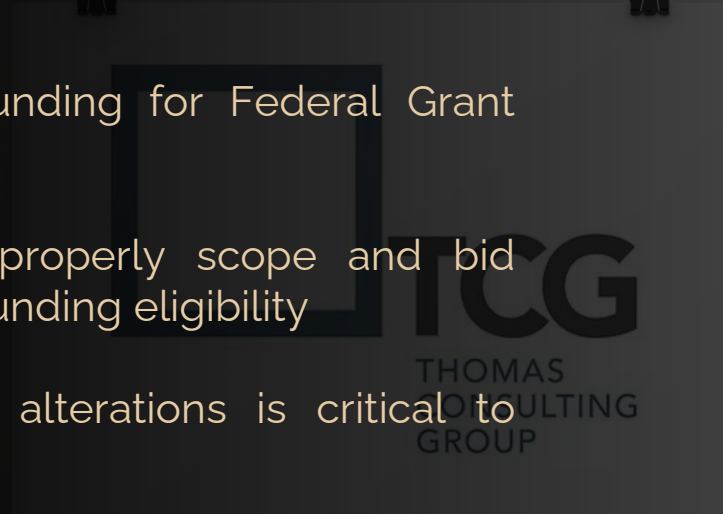 unding for Federal Grant
properly scope and bid
unding eligibility
alterations is critical to
TCG
THOMAS
CONSULTING
GROUP